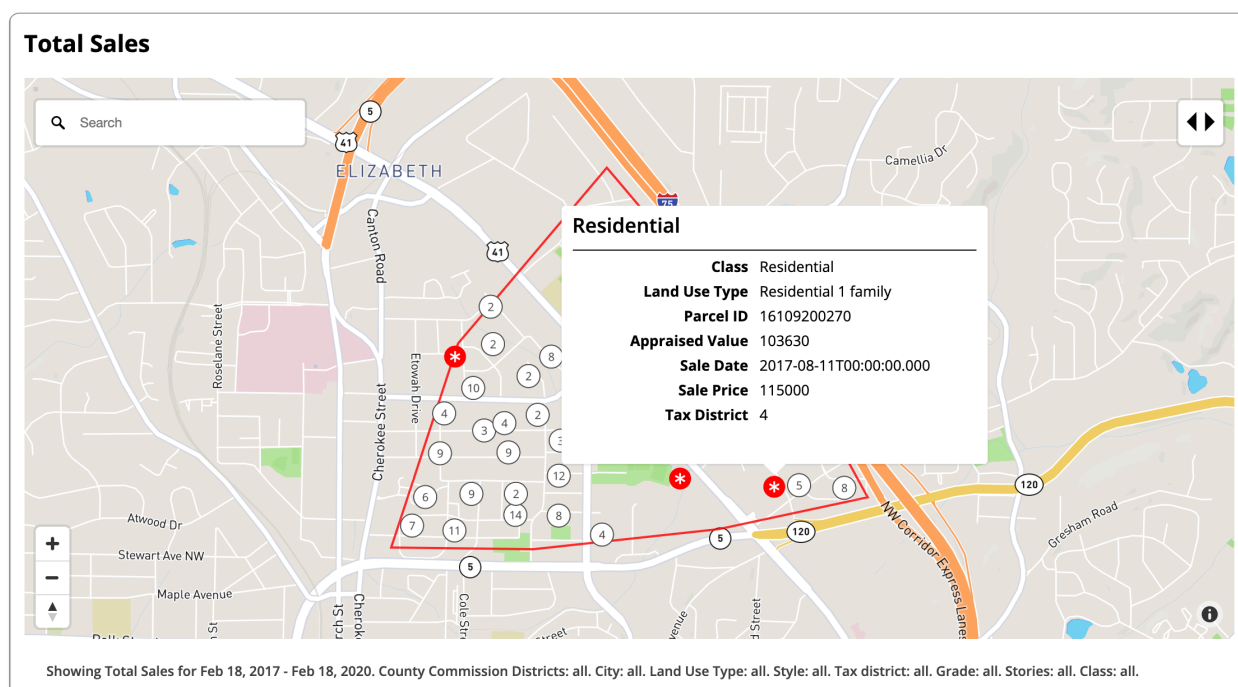 Total Sales
Search
5
41
ELIZABETH
Camellia Dr
75
Canton Road
41
Residential
Class Residential
Land Use Type Residential 1 family
Parcel ID 16109200270
Appraised Value 103630
Sale Date 2017-08-11T00:00:00.000
Sale Price 115000
Tax District 4
Roselane Street
Etowah Drive
Cherokee Street
2
2
8
2
10
4
2
4
3
3
9
9
12
5
8
6
9
2
14
8
7
11
4
120
5
120
5
NW Corridor Express Lanes
Gresham Road
Atwood Dr
Stewart Ave NW
Maple Avenue
Showing Total Sales for Feb 18, 2017 - Feb 18, 2020. County Commission Districts: all. City: all. Land Use Type: all. Style: all. Tax district: all. Grade: all. Stories: all. Class: all.